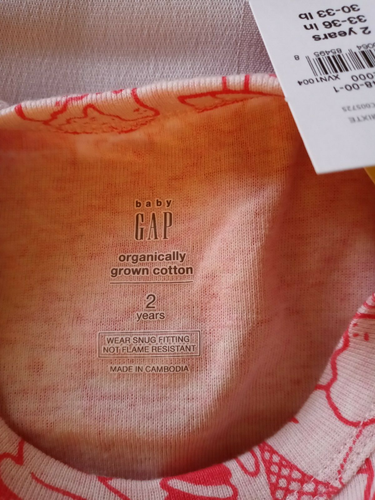 baby
GAP
organically
grown cotton
2
years
WEAR SNUG FITTING
NOT FLAME RESISTANT
MADE IN CAMBODIA
2 years
33-36 in
30-33 lb